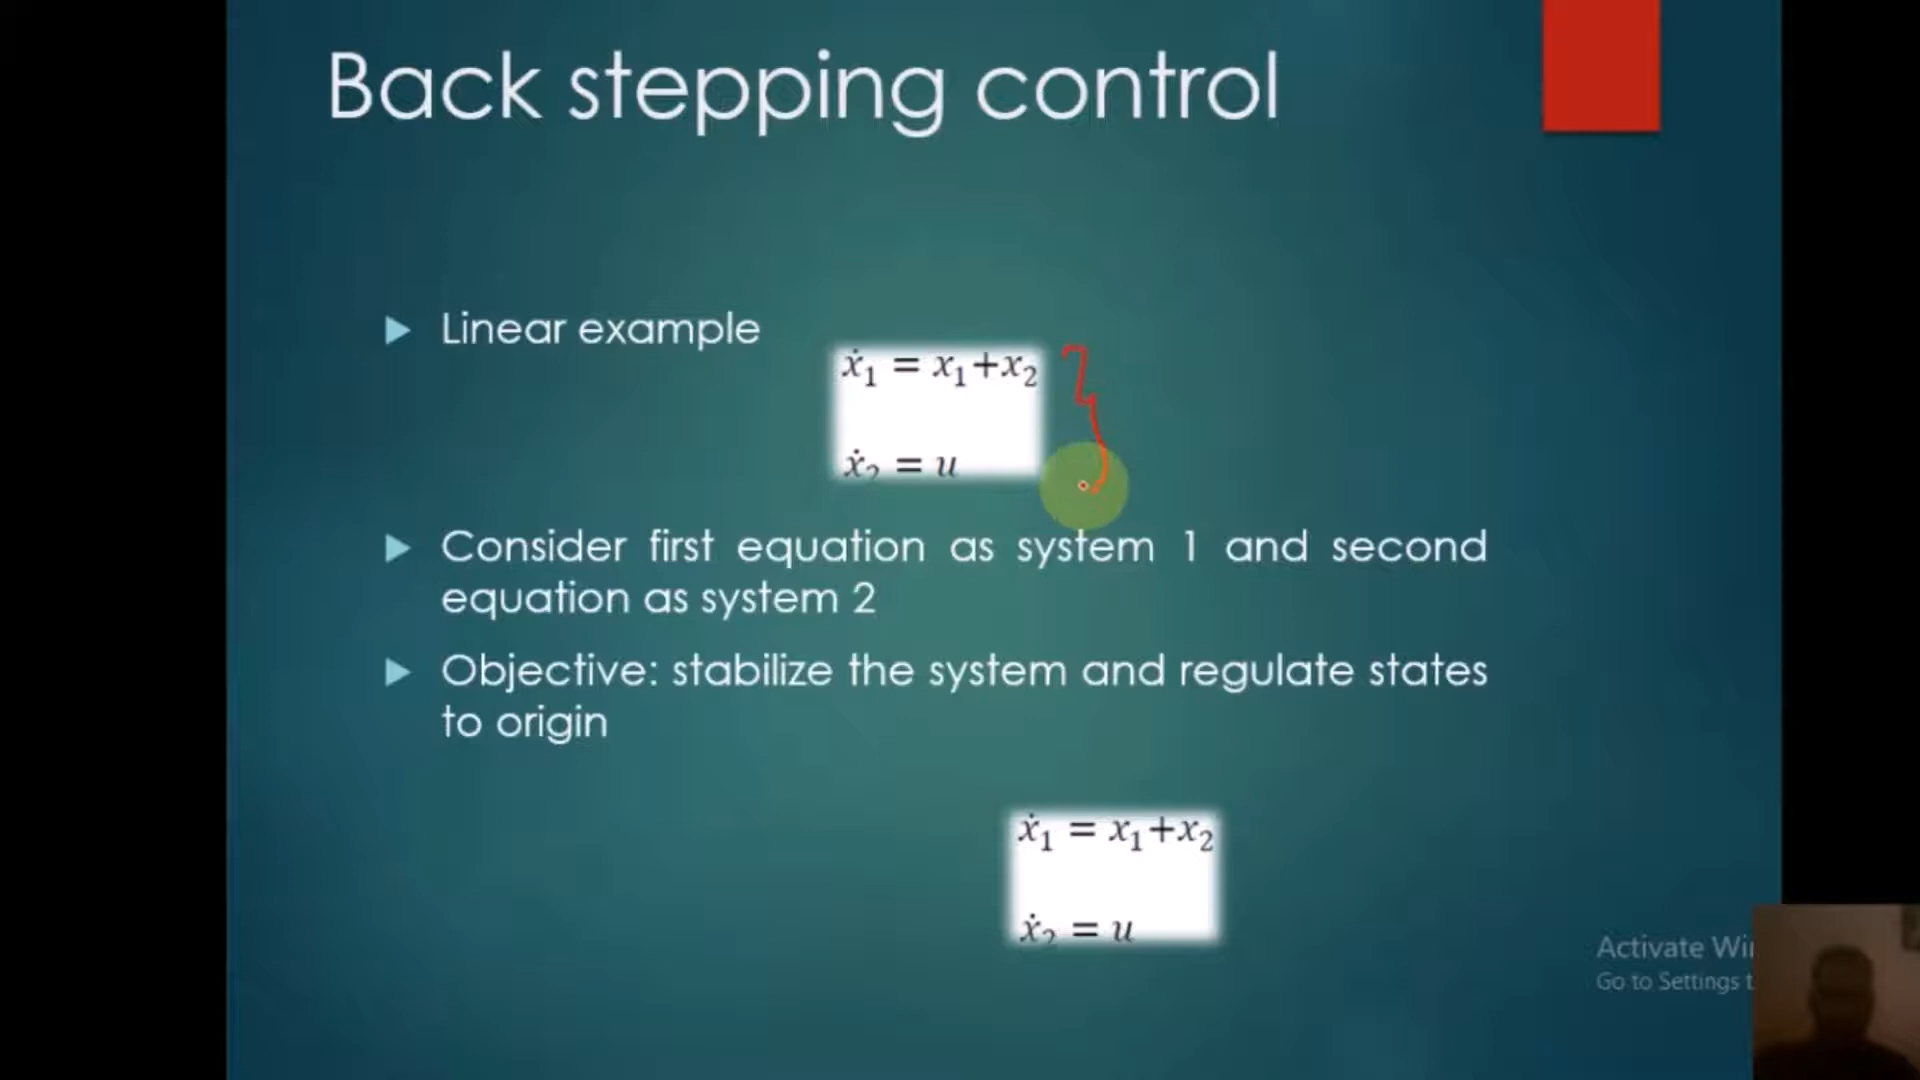 Back stepping control
Linear example
ẋ₁ = x₁+x₂
ẋ₂ = u
Consider first equation as system 1 and second
equation as system 2
Objective: stabilize the system and regulate states
to origin
ẋ₁ = x₁+x₂
ẋ₂ = u
Activate
Go to Settings